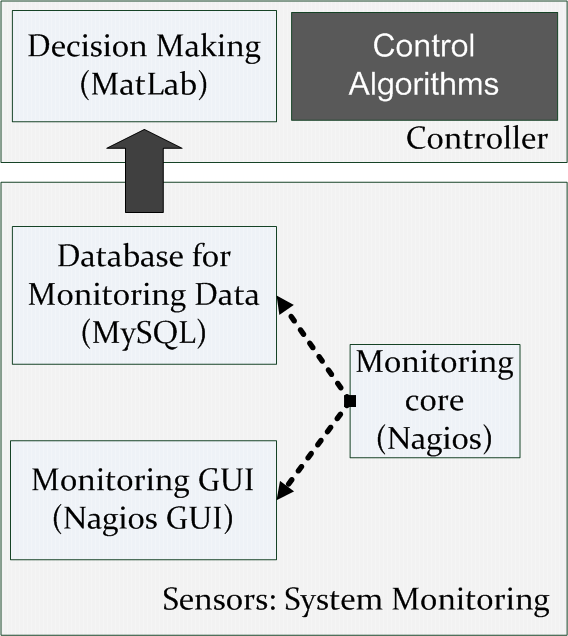 Decision Making
(MatLab)
Control
Algorithms
Controller
Database for
Monitoring Data
(MySQL)
Monitoring
core
(Nagios)
Monitoring GUI
(Nagios GUI)
Sensors: System Monitoring